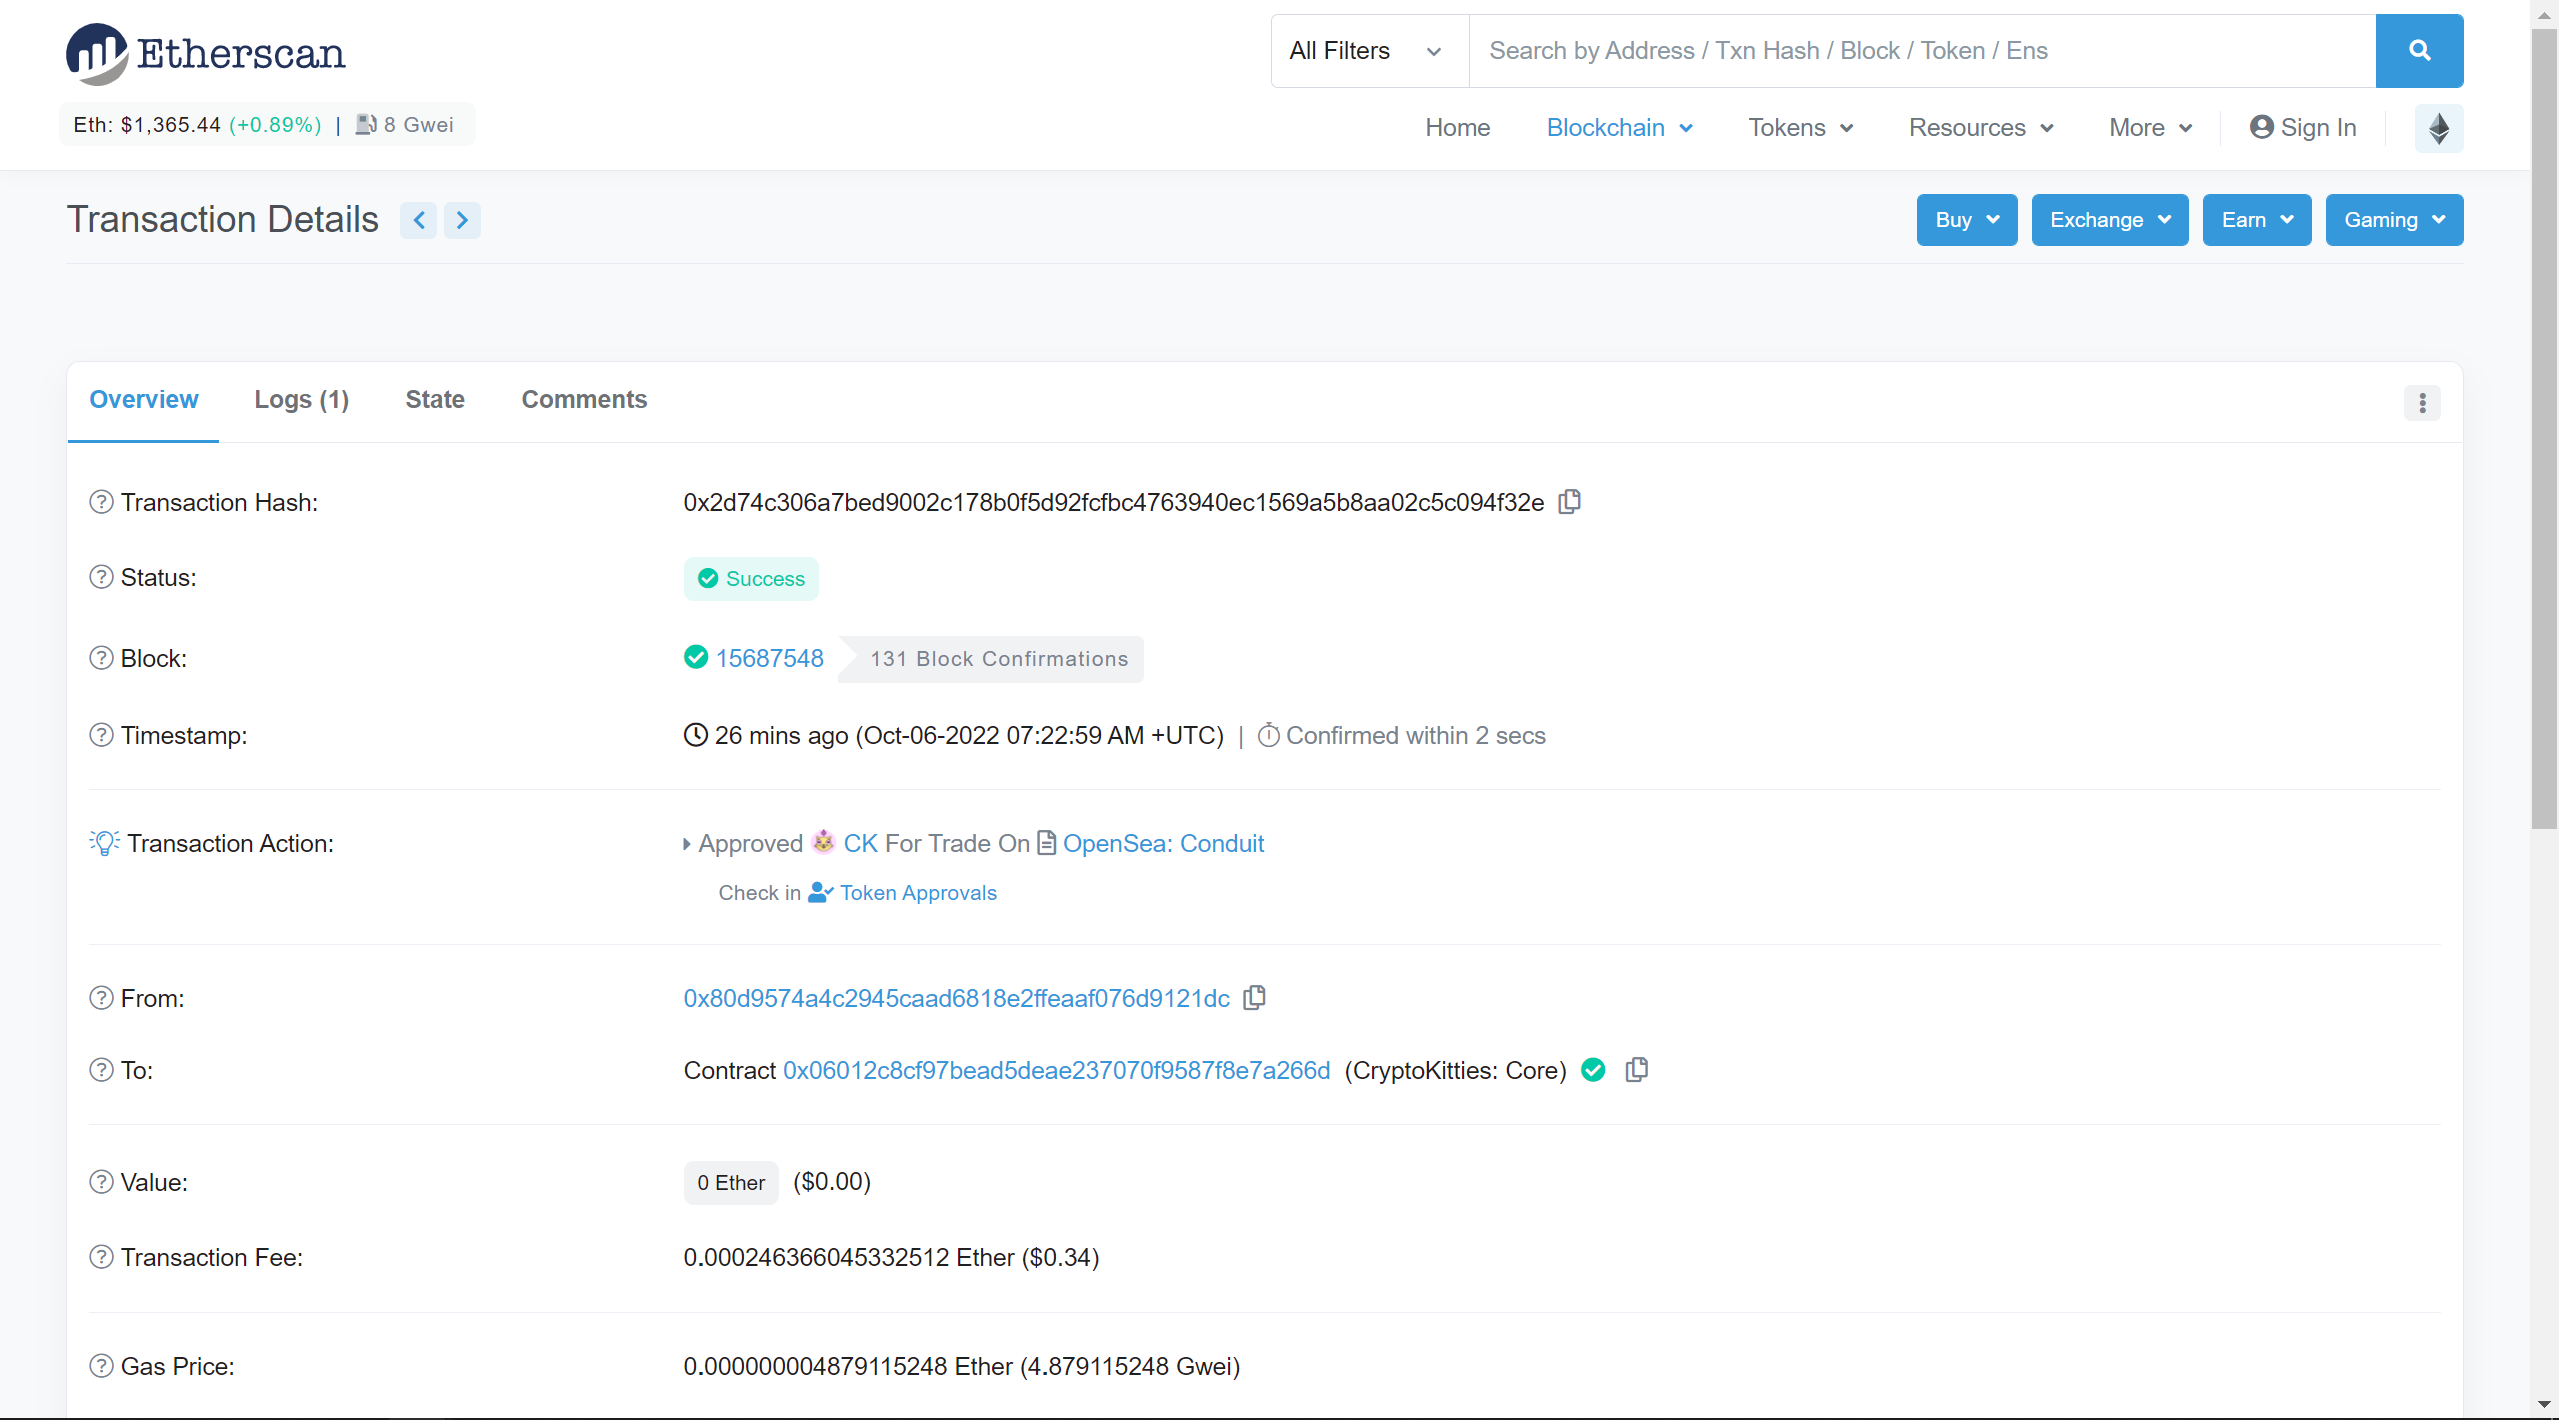 Etherscan
All Filters
Search by Address / Txn Hash / Block / Token / Ens
Eth: $1,365.44 (+0.89%) | 8 Gwei
Home Blockchain Tokens Resources More Sign In
Transaction Details
Buy Exchange Earn Gaming
Overview Logs (1) State Comments
Transaction Hash: 0x2d74c306a7bed9002c178b0f5d92fcfbc4763940ec1569a5b8aa02c5c094f32e
Status: Success
Block: 15687548 131 Block Confirmations
Timestamp: 26 mins ago (Oct-06-2022 07:22:59 AM +UTC) | Confirmed within 2 secs
Transaction Action: Approved CK For Trade On OpenSea: Conduit
Check in Token Approvals
From: 0x80d9574a4c2945caad6818e2ffeaaf076d9121dc
To: Contract 0x06012c8cf97bead5deae237070f9587f8e7a266d (CryptoKitties: Core)
Value: 0 Ether ($0.00)
Transaction Fee: 0.000246366045332512 Ether ($0.34)
Gas Price: 0.000000004879115248 Ether (4.879115248 Gwei)